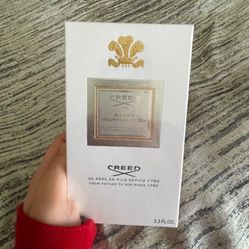 CREED
SILVER
MOUNTAIN WATER
CREED
DE PÈRE EN FILS DEPUIS 1760
FROM FATHER TO SON SINCE 1760
3.3 FL.OZ.